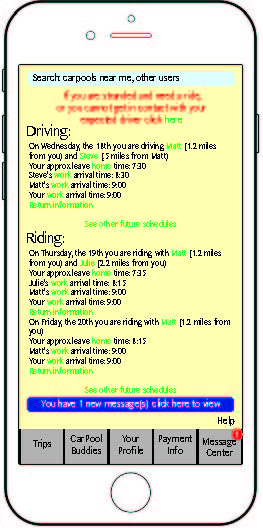 Search: carpools near me, other users
If you are stranded and need a ride,
or you cannot get in contact with your
expected driver click here
Driving:
On Wednesday, the 18th you are driving Matt [1.2 miles
from you] and Steve [.5 miles from Matt]
Your approx leave home time: 7:30
Steve's work arrival time: 8:30
Matt's work arrival time: 9:00
Your work arrival time: 9:00
Return information
See other future schedules
Riding:
On Thursday, the 19th you are riding with Matt [1.2 miles
from you] and Julie [2.2 miles from you]
Your approx leave home time: 7:35
Julie's work arrival time: 8:15
Matt's work arrival time: 9:00
Your work arrival time: 9:00
Return information
On Friday, the 20th you are riding with Matt [1.2 miles from
you]
Your approx leave home time: 8:15
Matt's work arrival time: 9:00
Your work arrival time: 9:00
Return information
See other future schedules
You have 1 new message[s] click here to view
Help
Trips
Car Pool
Buddies
Your
Profile
Payment
Info
Message
Center